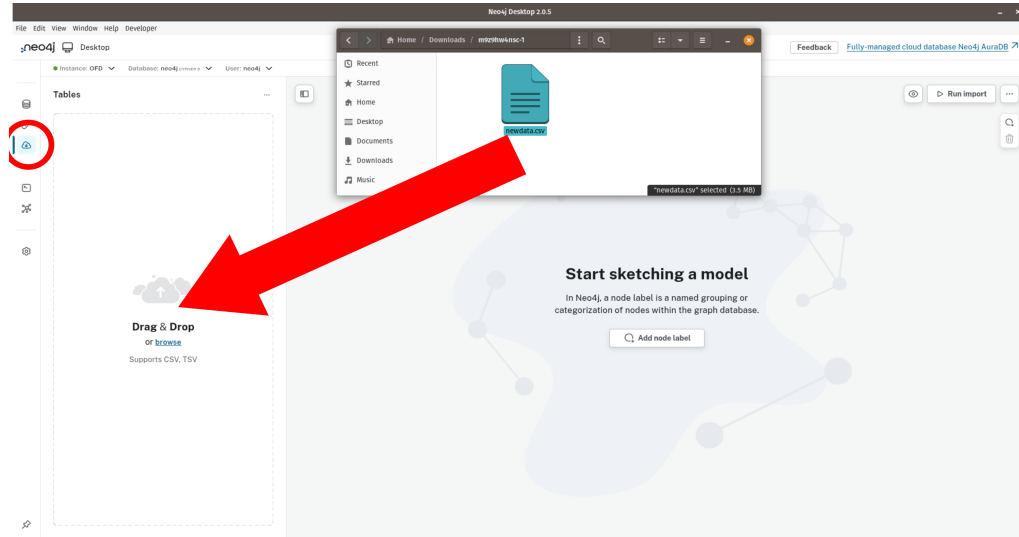 Neo4j Desktop 2.0.5
File Edit View Window Help Developer
neo4j Desktop
Feedback Fully-managed cloud database Neo4j AuraDB
Instance: OFD Database: neo4j User: neo4j
Tables
Run import
Home / Downloads / m9z9hw4nsc-1
Recent
Starred
Home
Desktop
Documents
Downloads
Music
newdata.csv
"newdata.csv" selected (3.5 MB)
Drag & Drop
or browse
Supports CSV, TSV
Start sketching a model
In Neo4j, a node label is a named grouping or
categorization of nodes within the graph database.
Add node label